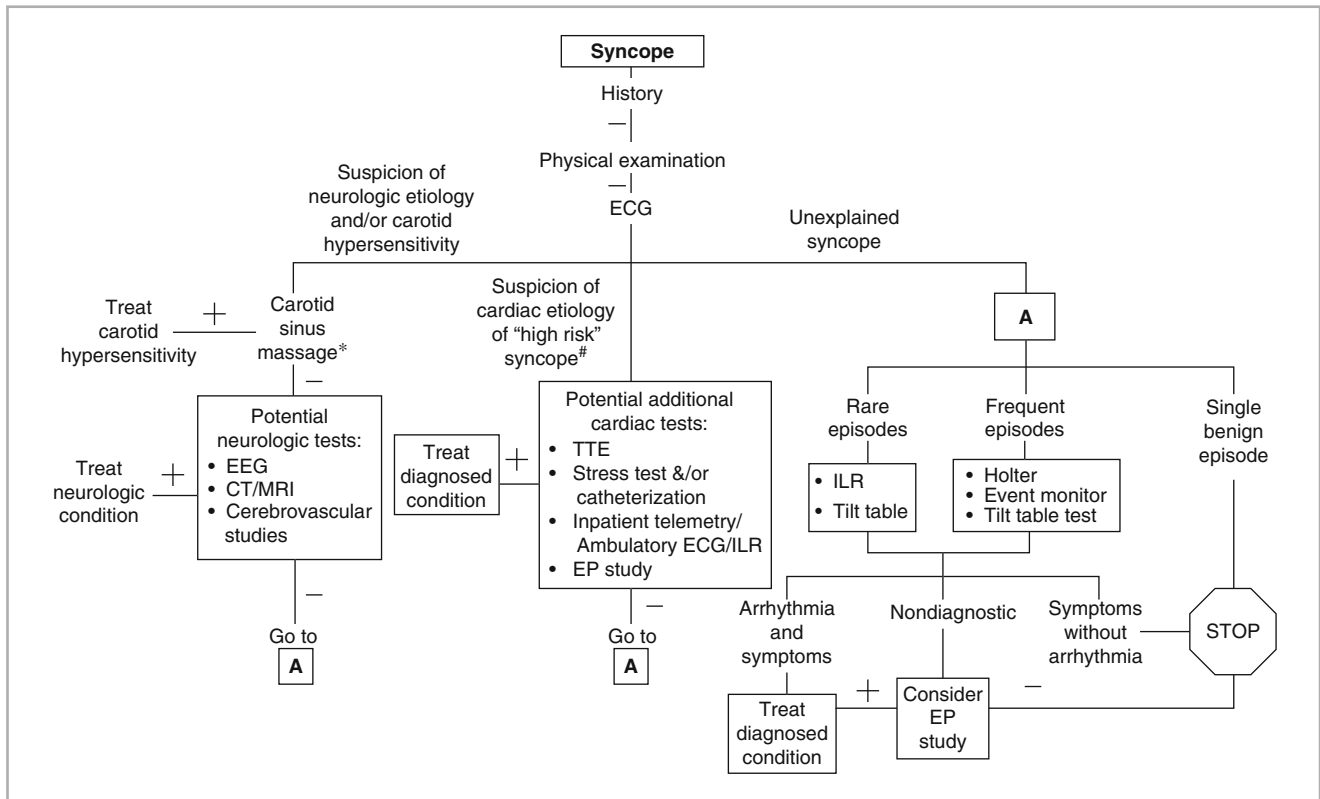 Syncope
History
—
Physical examination
—
ECG
Suspicion of
neurologic etiology
and/or carotid
hypersensitivity
Unexplained
syncope
Treat
carotid
hypersensitivity
+
Carotid
sinus
massage*
—
Suspicion of
cardiac etiology
of “high risk”
syncope#
A
Potential
neurologic tests:
• EEG
• CT/MRI
• Cerebrovascular
studies
Treat
neurologic
condition
+
—
Go to
A
Treat
diagnosed
condition
+
Potential additional
cardiac tests:
• TTE
• Stress test &/or
catheterization
• Inpatient telemetry/
Ambulatory ECG/ILR
• EP study
—
Go to
A
Rare
episodes
Frequent
episodes
Single
benign
episode
• ILR
• Tilt table
• Holter
• Event monitor
• Tilt table test
Arrhythmia
and
symptoms
Nondiagnostic
Symptoms
without
arrhythmia
STOP
Treat
diagnosed
condition
+
Consider
EP
study
—